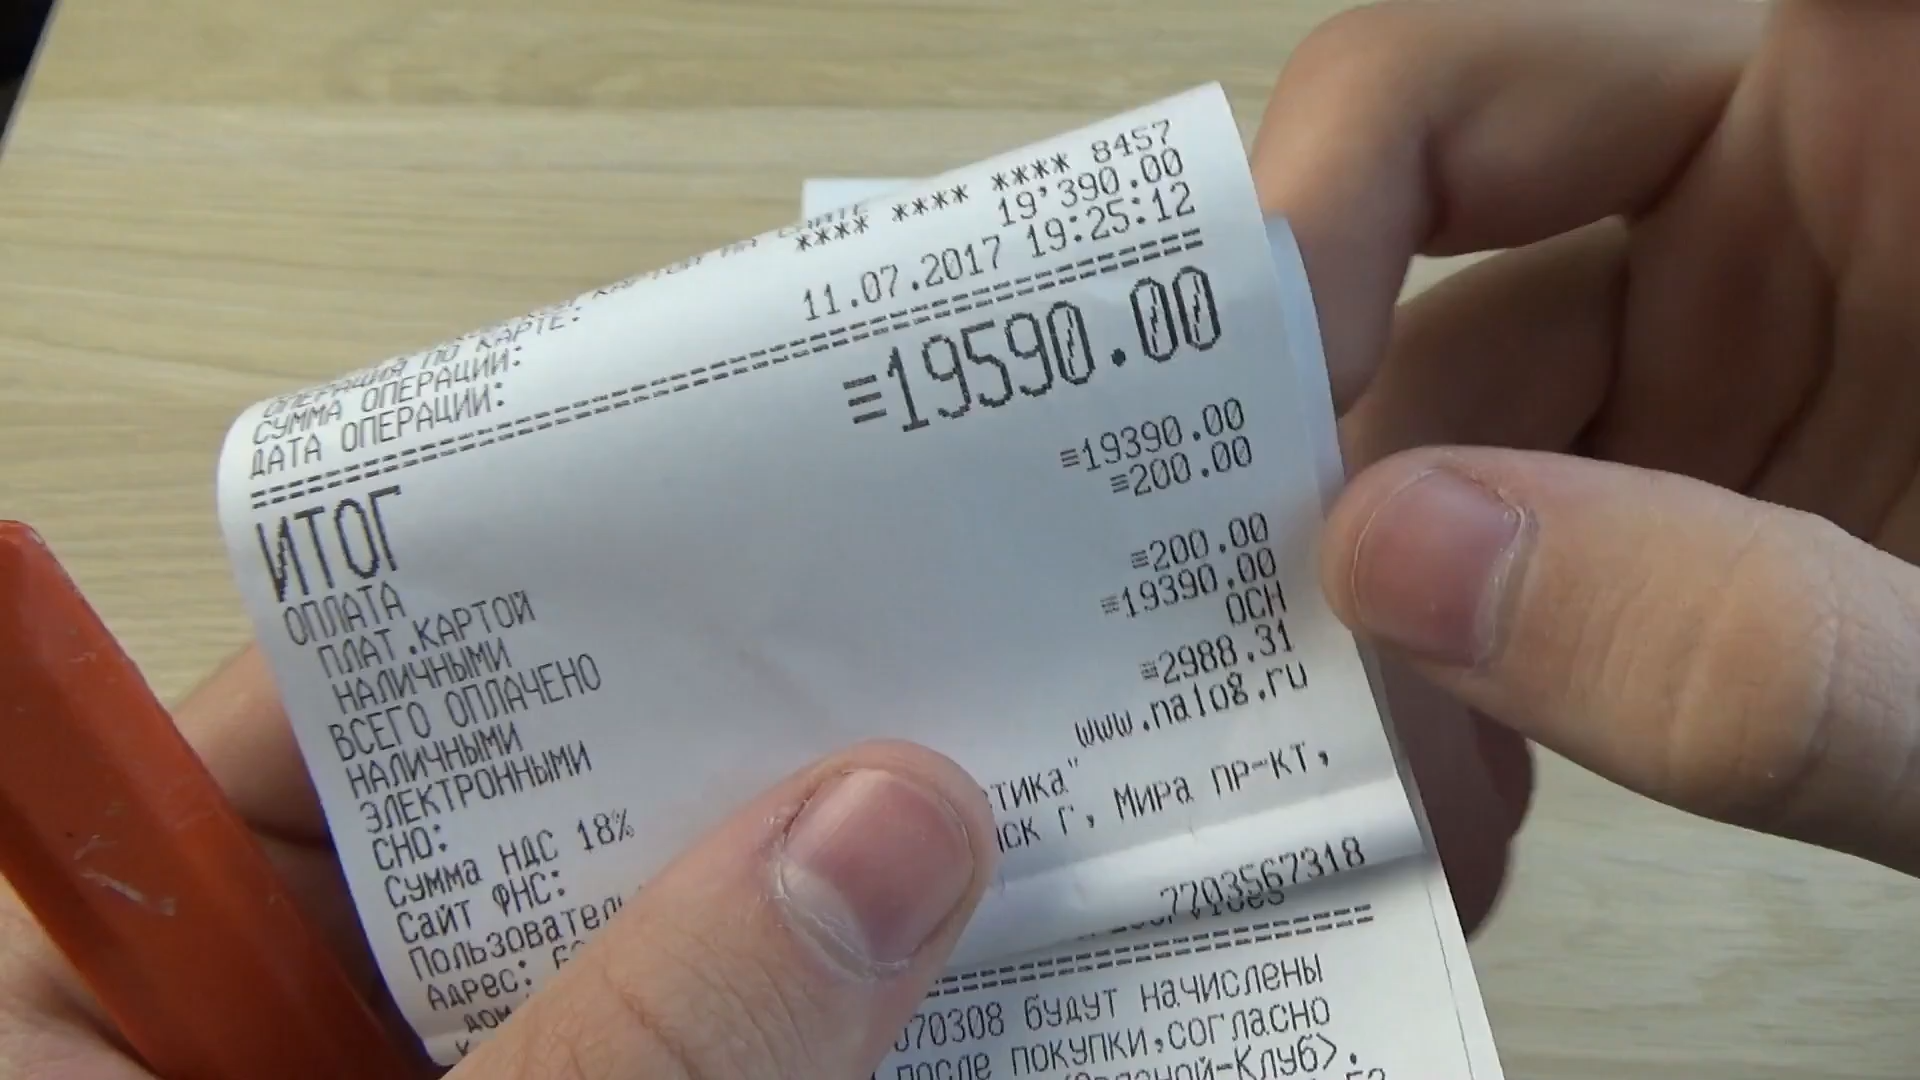 ОПЕРАЦИЯ ПО КАРТЕ: **** **** **** 8457
СУММА ОПЕРАЦИИ: 19'390.00
ДАТА ОПЕРАЦИИ: 11.07.2017 19:25:12
ИТОГ ≡19590.00
ОПЛАТА
ПЛАТ.КАРТОЙ ≡19390.00
НАЛИЧНЫМИ ≡200.00
ВСЕГО ОПЛАЧЕНО
НАЛИЧНЫМИ ≡200.00
ЭЛЕКТРОННЫМИ ≡19390.00
СНО: ОСН
Сумма НДС 18% ≡2988.31
Сайт ФНС: www.nalog.ru
Адрес: г, Мира пр-кт,
7703567318
будут начислены
после покупки,согласно